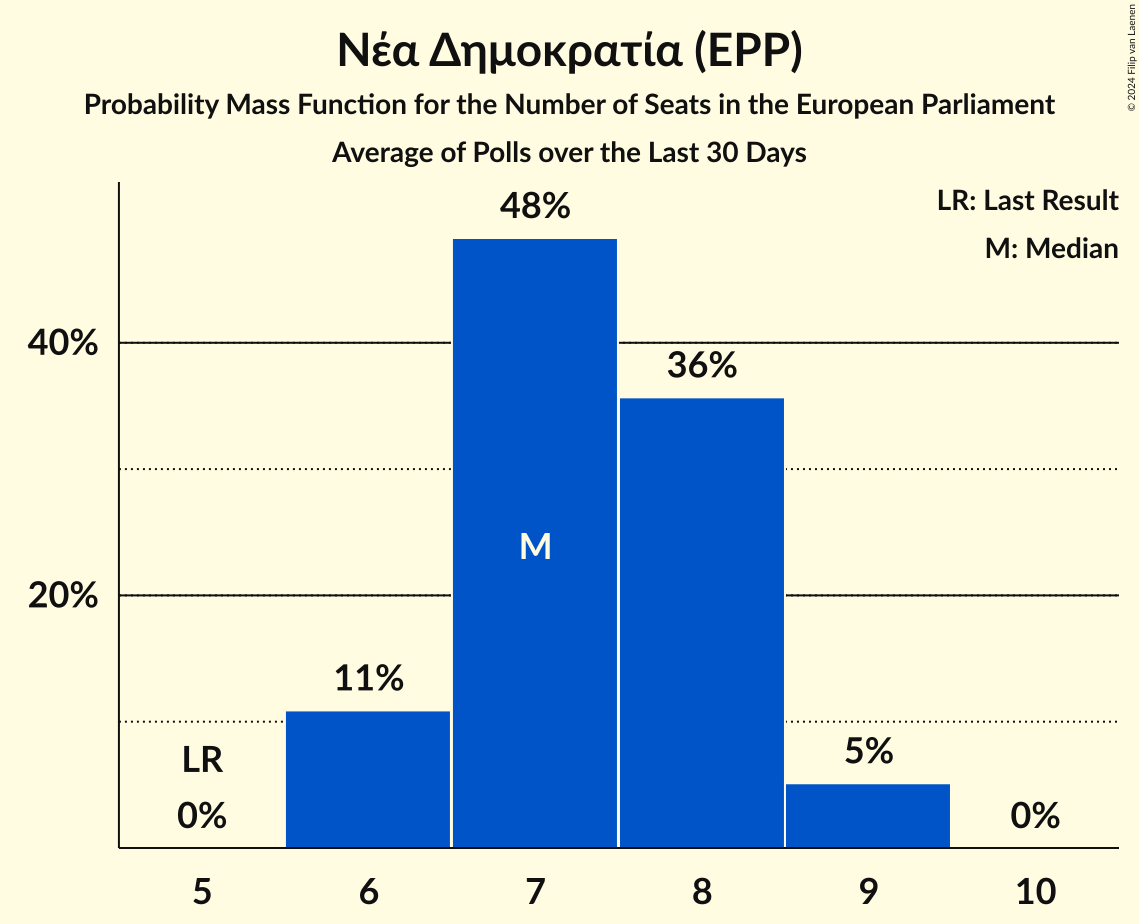 Νέα Δημοκρατία (EPP)
Probability Mass Function for the Number of Seats in the European Parliament
Average of Polls over the Last 30 Days
© 2024 Filip van Laenen
LR: Last Result
M: Median
48%
40%
36%
M
20%
11%
5%
LR
0%
0%
5 6 7 8 9 10